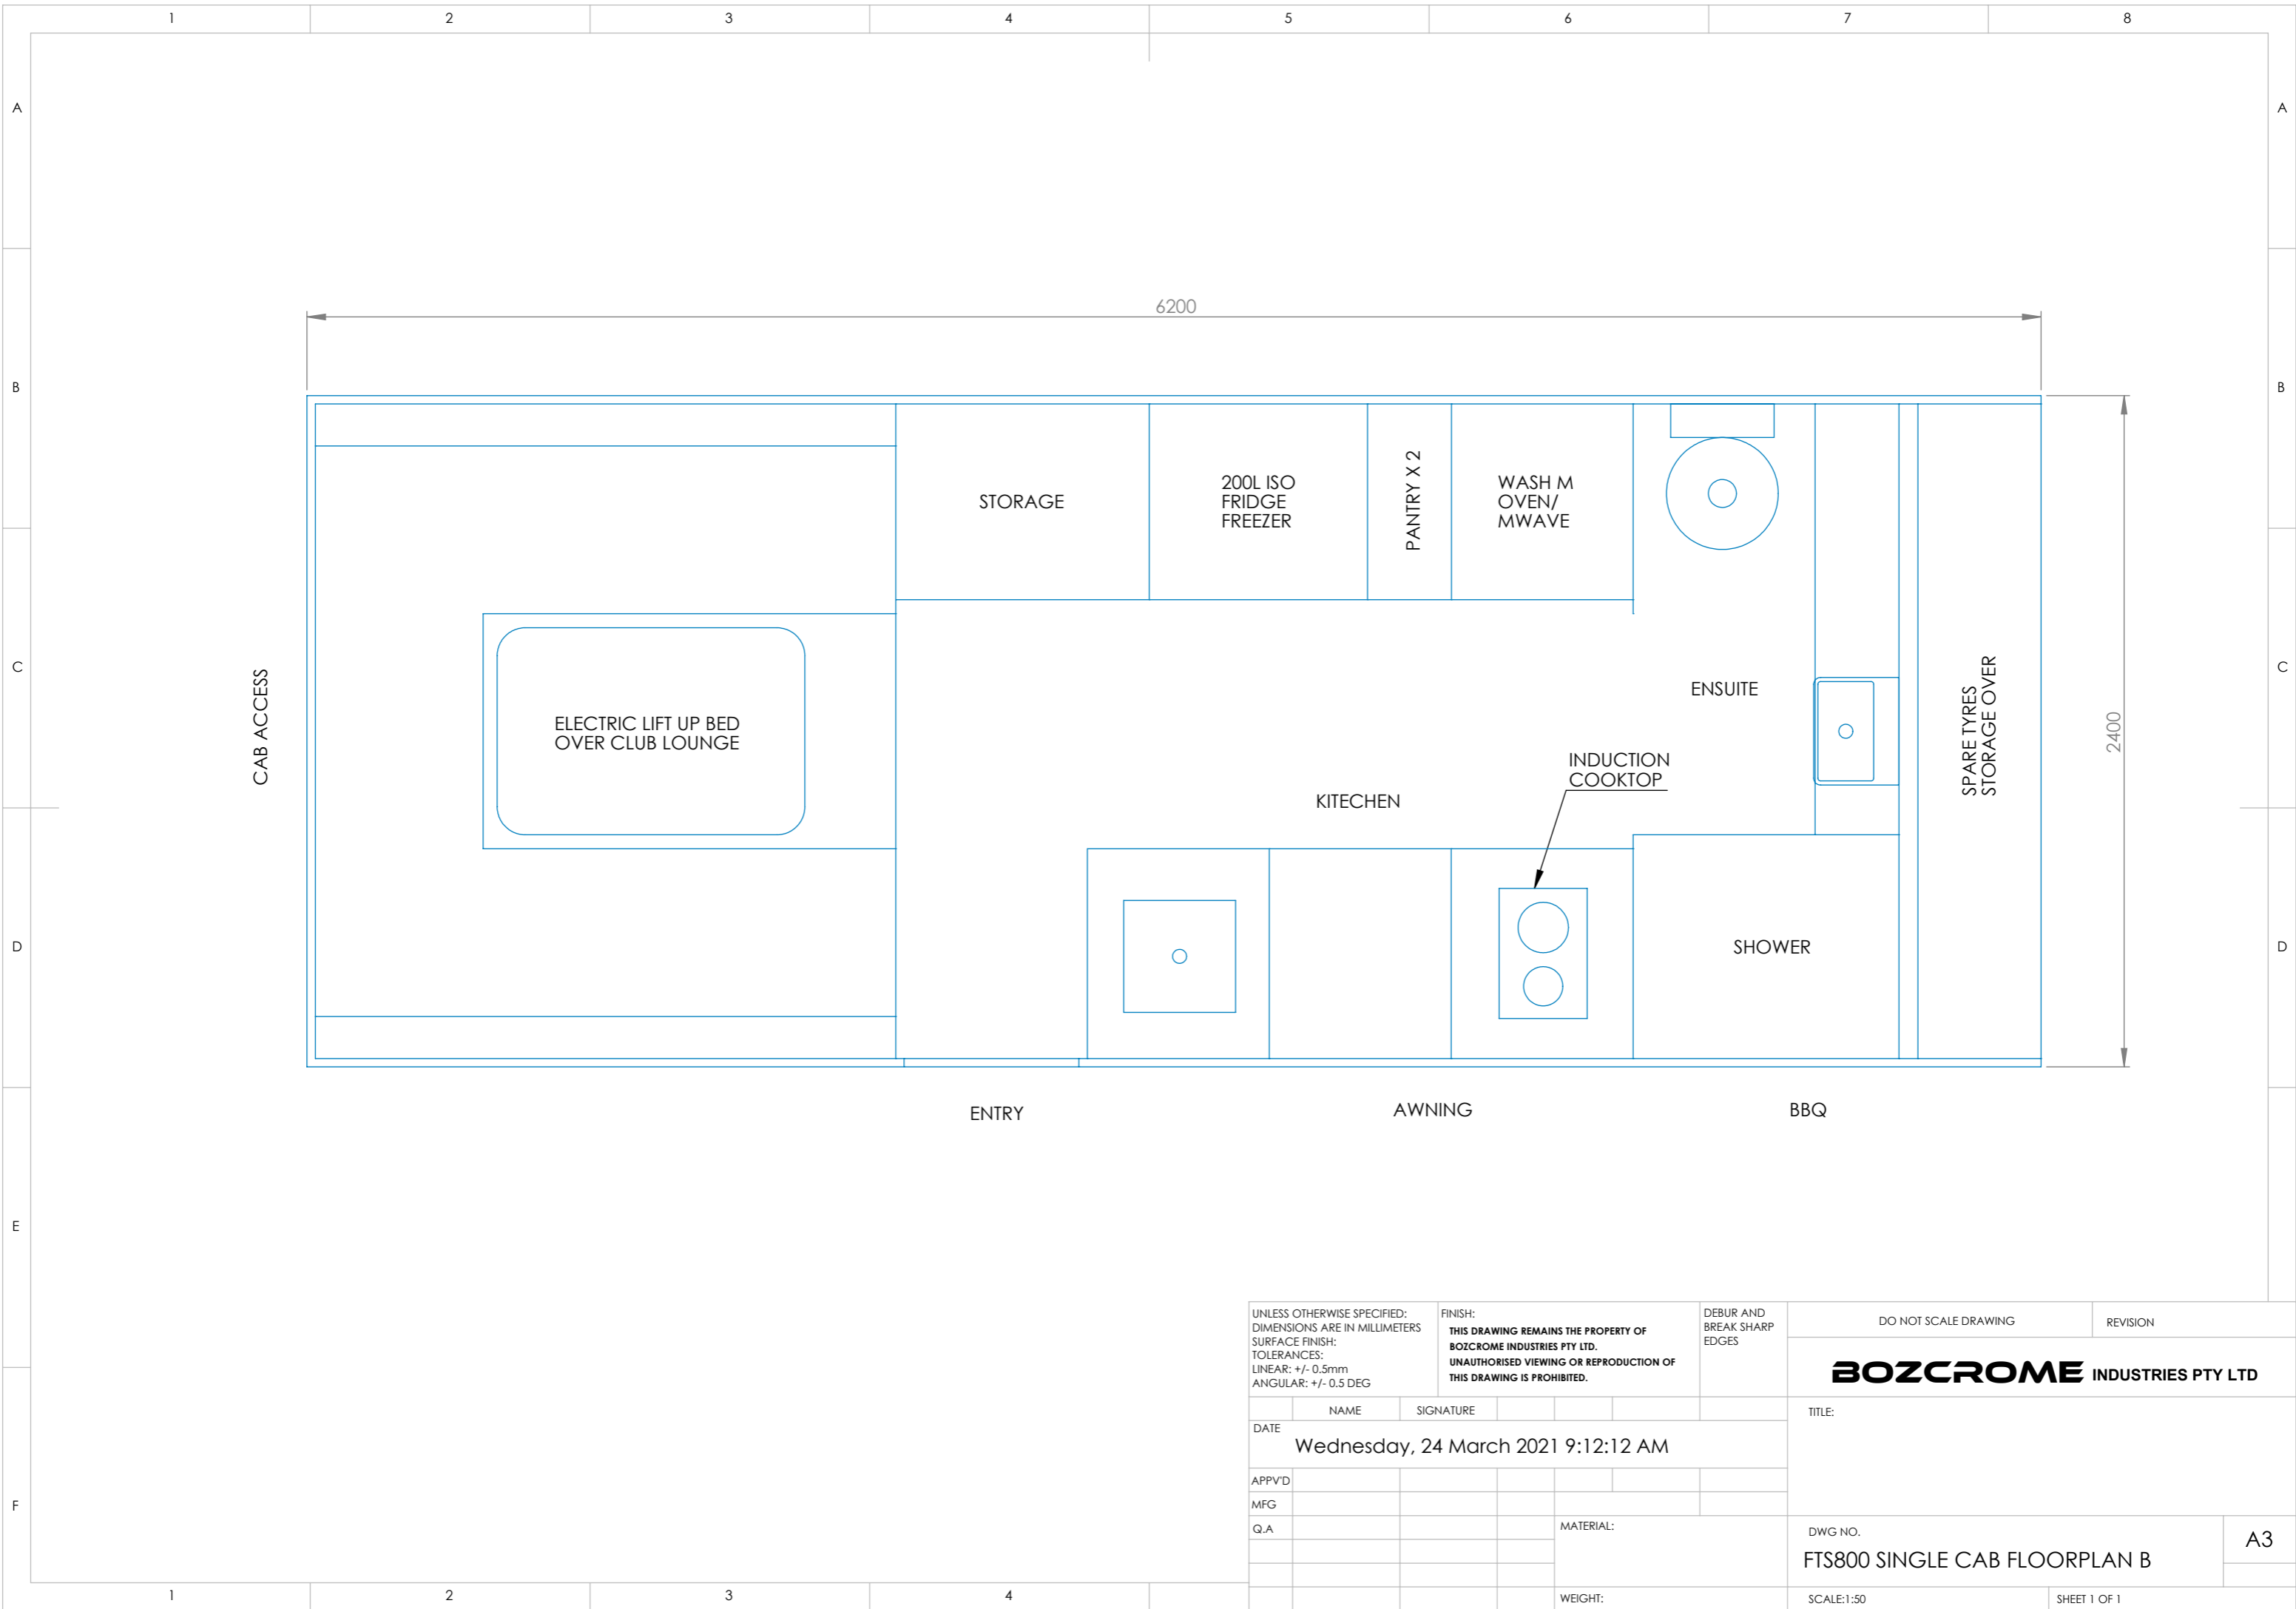 1 2 3 4 5 6 7 8
A A
6200
B B
STORAGE
200L ISO
FRIDGE
FREEZER
PANTRY X 2
WASH M
OVEN/
MWAVE
C C
CAB ACCESS
ELECTRIC LIFT UP BED
OVER CLUB LOUNGE
ENSUITE
SPARE TYRES
STORAGE OVER
2400
INDUCTION
COOKTOP
KITECHEN
D D
SHOWER
ENTRY
AWNING
BBQ
E
F
UNLESS OTHERWISE SPECIFIED:
DIMENSIONS ARE IN MILLIMETERS
SURFACE FINISH:
TOLERANCES:
LINEAR: +/- 0.5mm
ANGULAR: +/- 0.5 DEG
FINISH:
THIS DRAWING REMAINS THE PROPERTY OF
BOZCROME INDUSTRIES PTY LTD.
UNAUTHORISED VIEWING OR REPRODUCTION OF
THIS DRAWING IS PROHIBITED.
DEBUR AND
BREAK SHARP
EDGES
DO NOT SCALE DRAWING
REVISION
BOZCROME INDUSTRIES PTY LTD
NAME
SIGNATURE
TITLE:
DATE
Wednesday, 24 March 2021 9:12:12 AM
APPV'D
MFG
Q.A
MATERIAL:
DWG NO.
FTS800 SINGLE CAB FLOORPLAN B
A3
WEIGHT:
SCALE:1:50
SHEET 1 OF 1
1 2 3 4